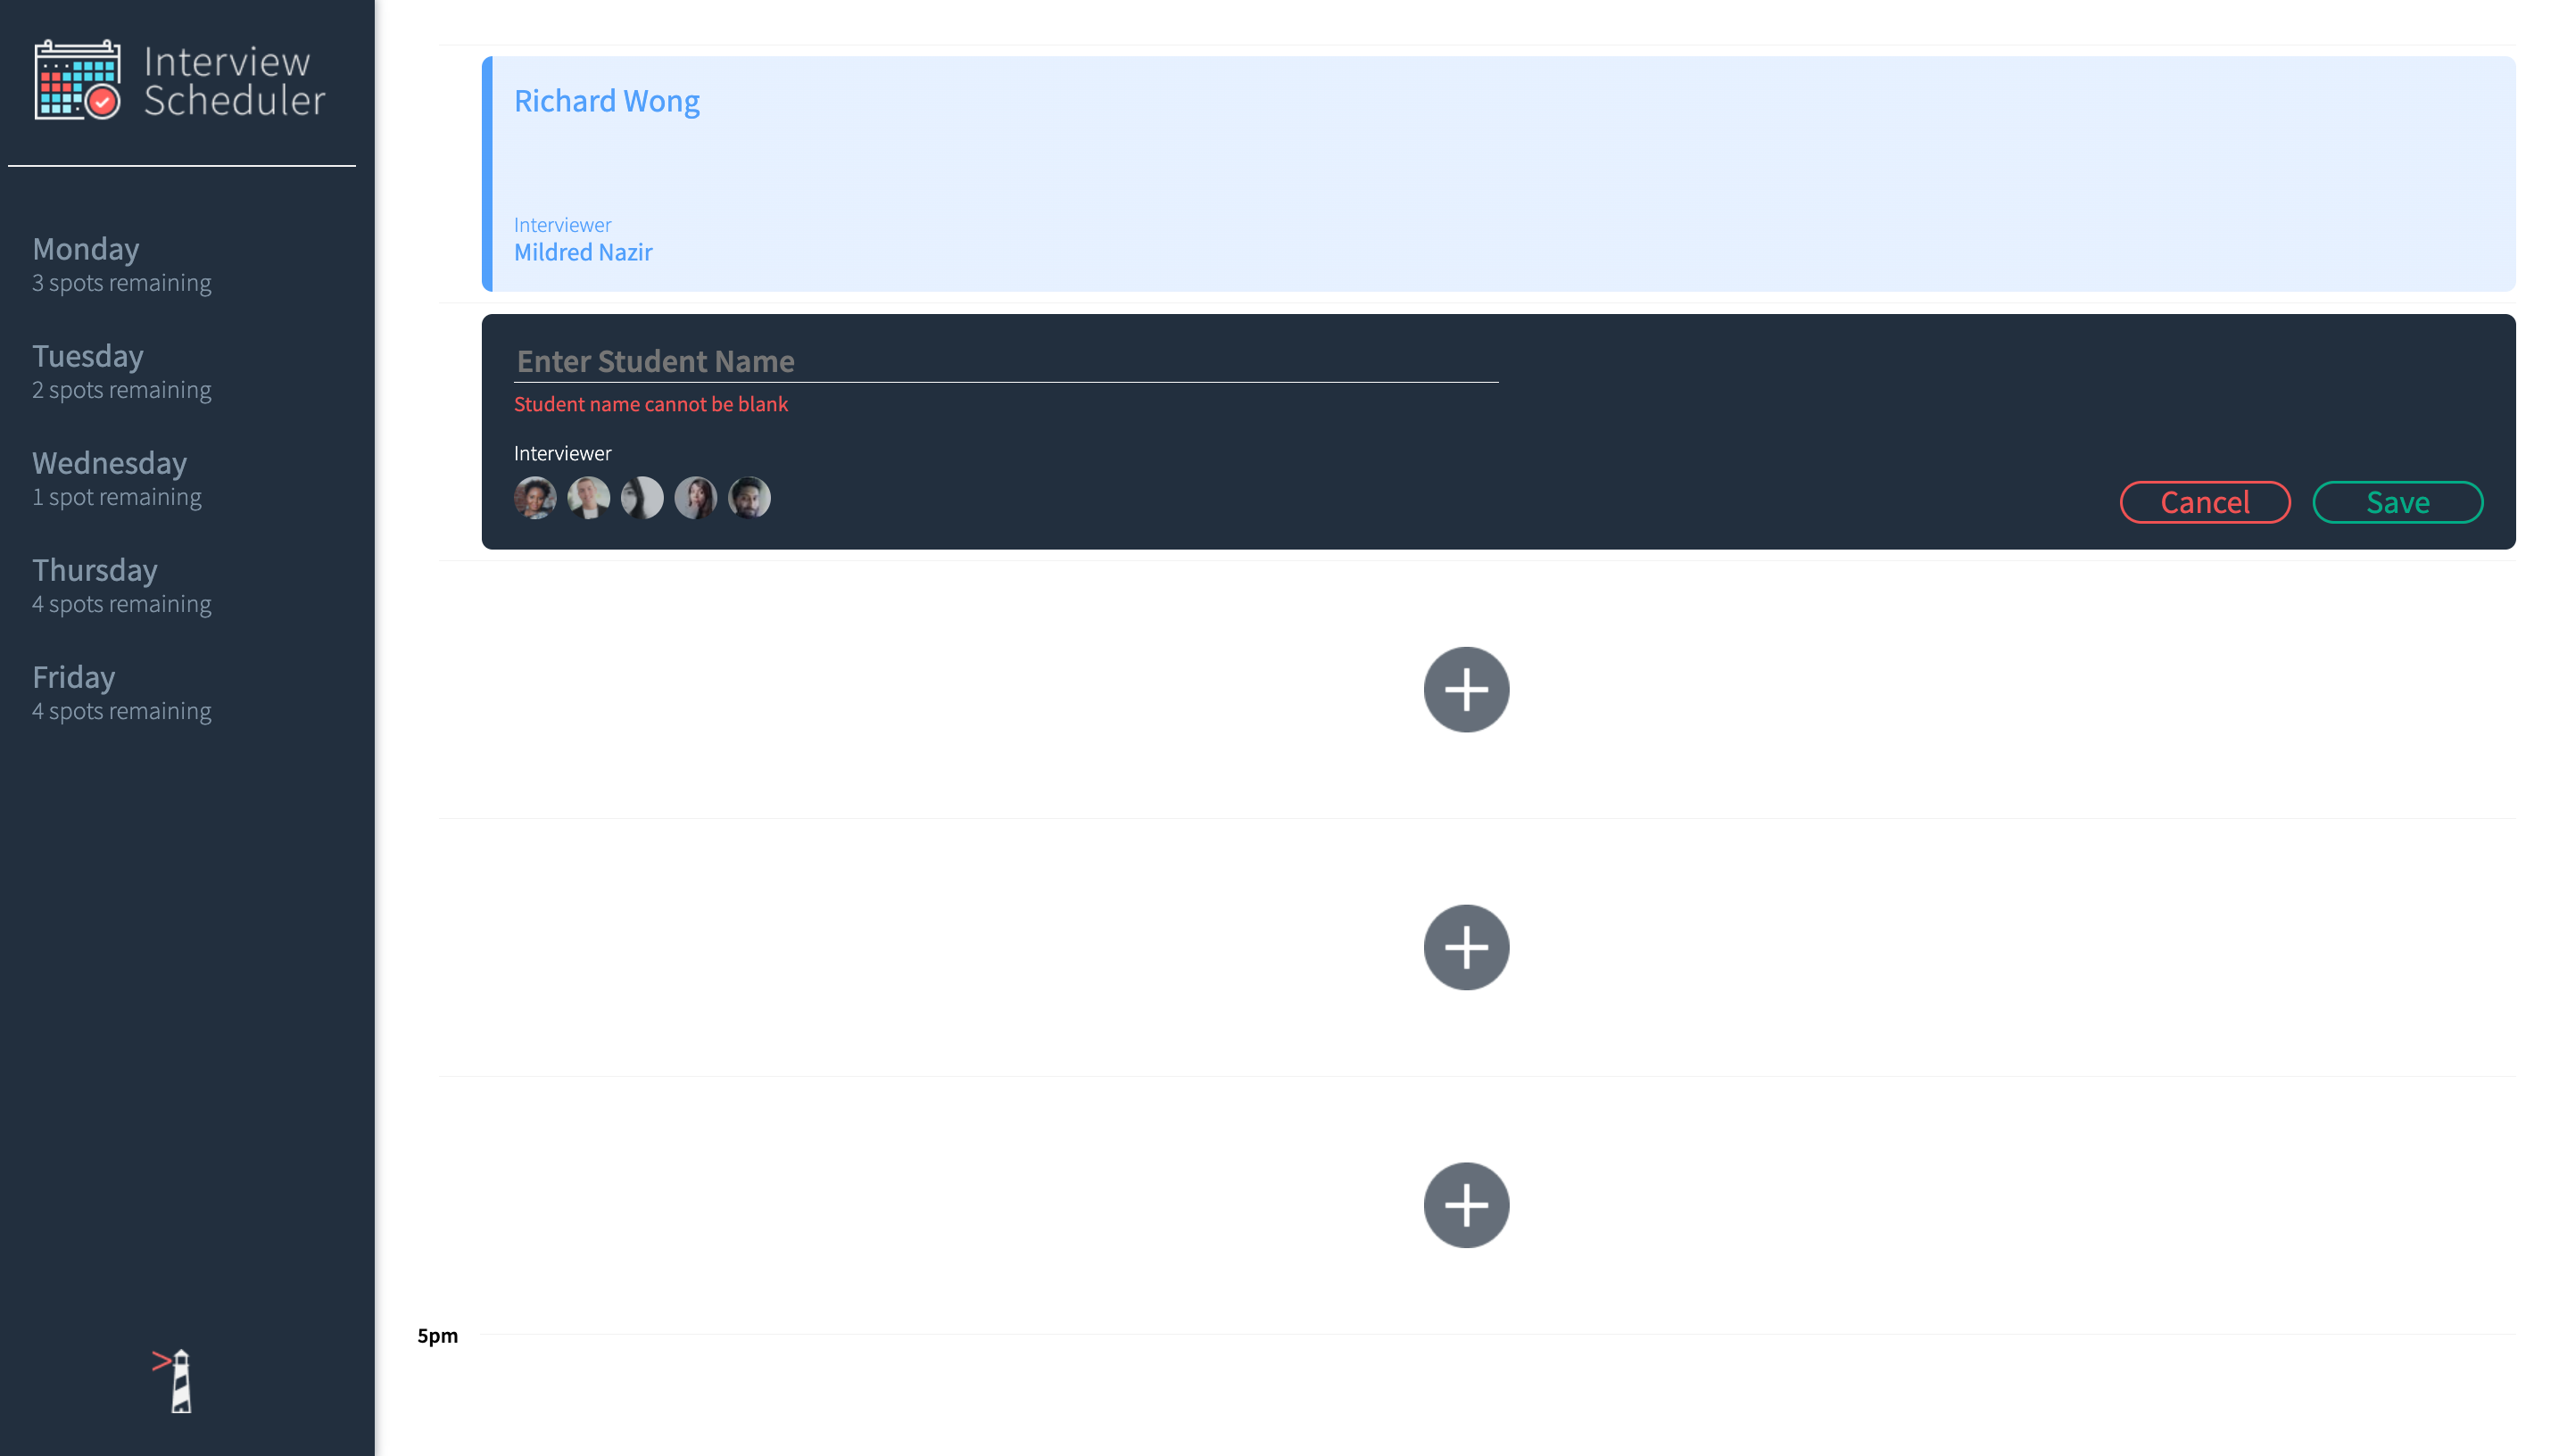 Interview
Scheduler
Monday
3 spots remaining
Tuesday
2 spots remaining
Wednesday
1 spot remaining
Thursday
4 spots remaining
Friday
4 spots remaining
Richard Wong
Interviewer
Mildred Nazir
Enter Student Name
Student name cannot be blank
Interviewer
Cancel
Save
5pm